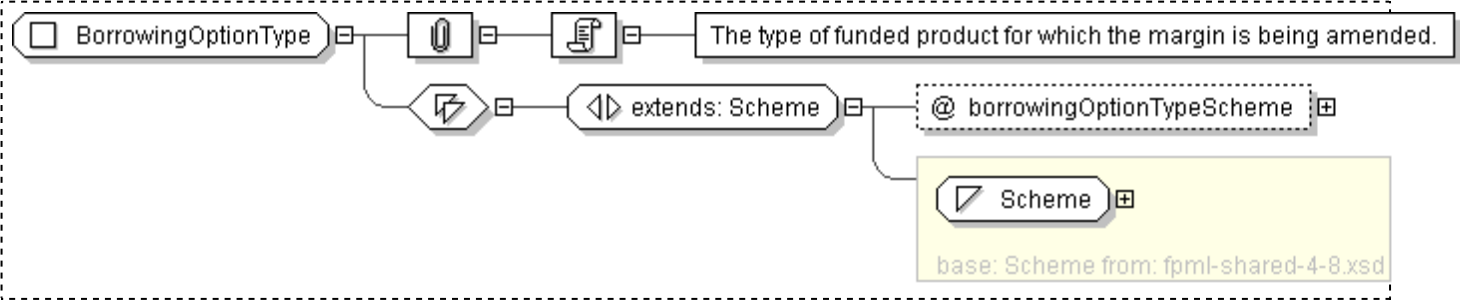 BorrowingOptionType
The type of funded product for which the margin is being amended.
extends: Scheme
@ borrowingOptionTypeScheme
Scheme
base: Scheme from: fpml-shared-4-8.xsd